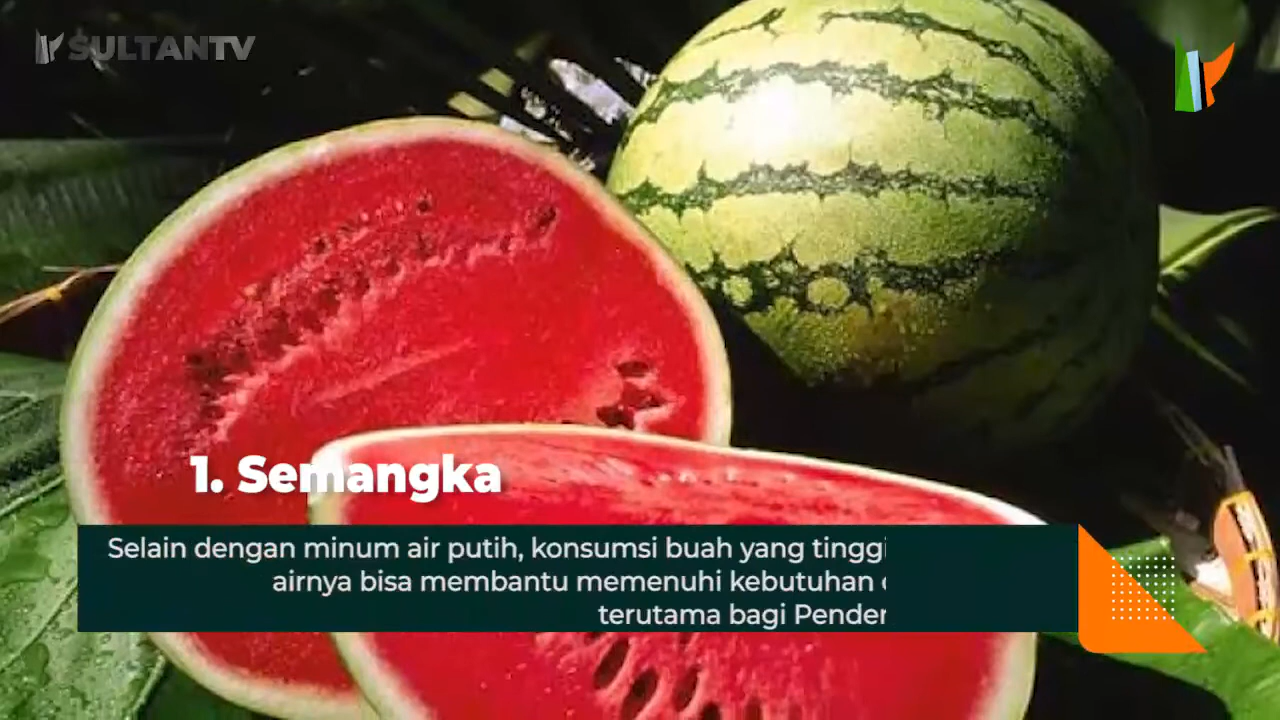 SULTANTV
1. Semangka
Selain dengan minum air putih, konsumsi buah yang tinggi
airnya bisa membantu memenuhi kebutuhan
terutama bagi